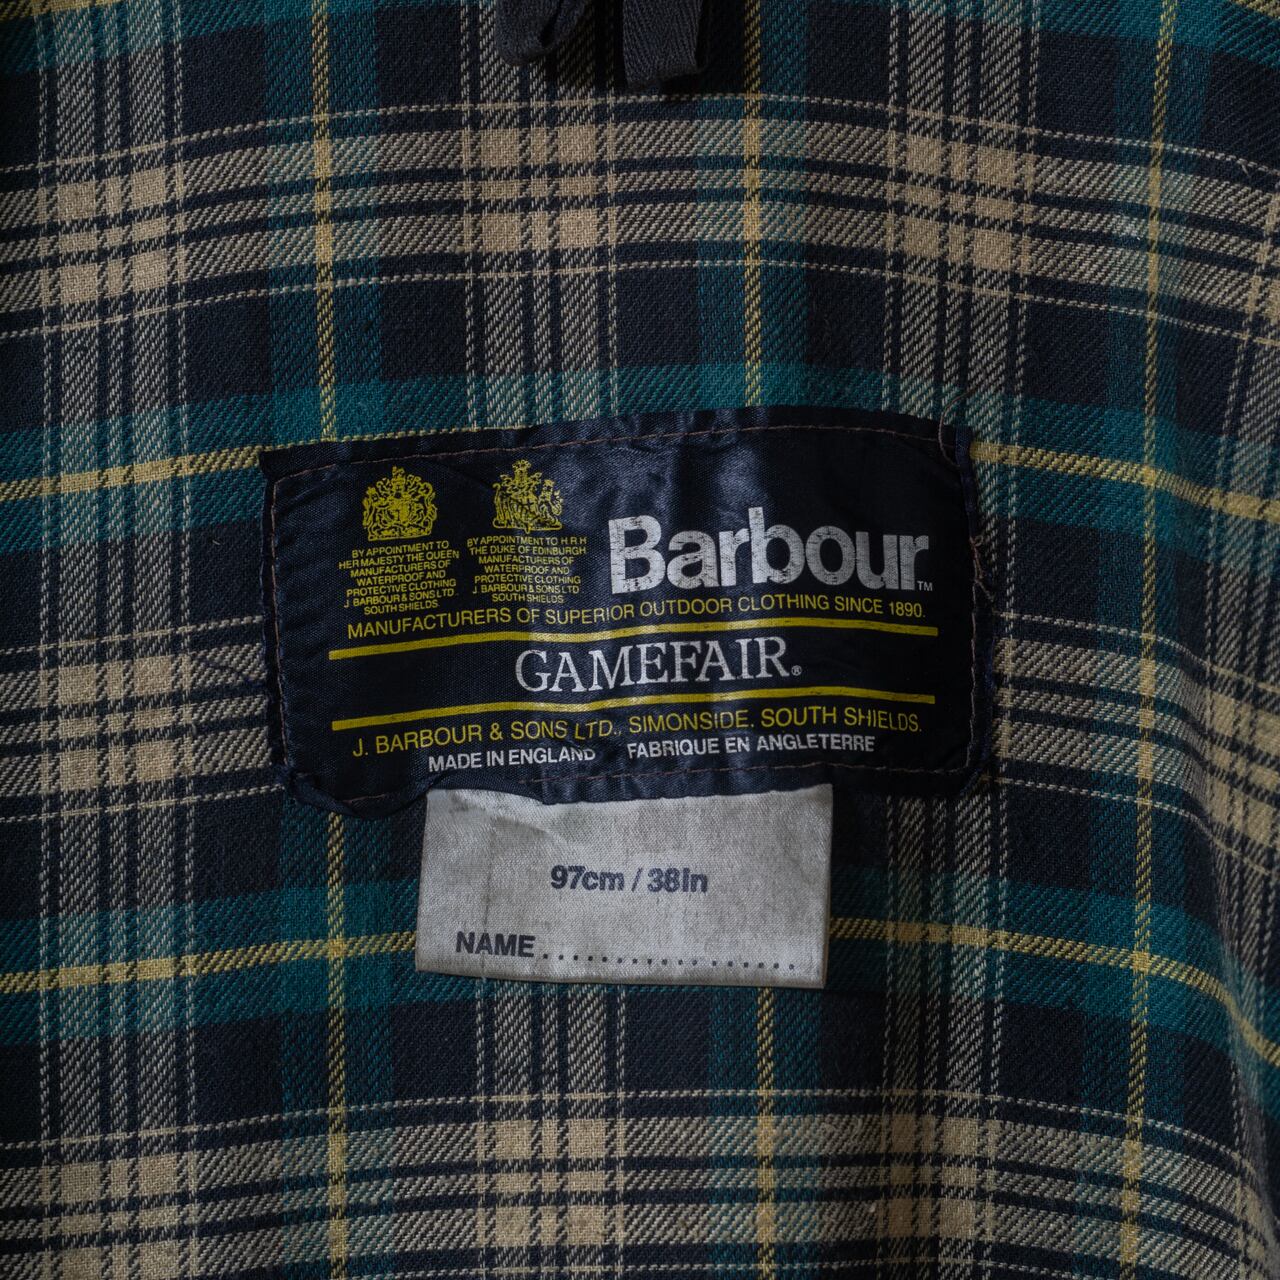 BY APPOINTMENT TO
HER MAJESTY THE QUEEN
MANUFACTURERS OF
WATERPROOF AND
PROTECTIVE CLOTHING
J. BARBOUR & SONS LTD.
SOUTH SHIELDS
BY APPOINTMENT TO H.R.H
THE DUKE OF EDINBURGH
MANUFACTURERS OF
WATERPROOF AND
PROTECTIVE CLOTHING
J. BARBOUR & SONS LTD
SOUTH SHIELDS
Barbour™
MANUFACTURERS OF SUPERIOR OUTDOOR CLOTHING SINCE 1890.
GAMEFAIR®
J. BARBOUR & SONS LTD., SIMONSIDE, SOUTH SHIELDS.
MADE IN ENGLAND FABRIQUE EN ANGLETERRE
97cm / 38in
NAME.................